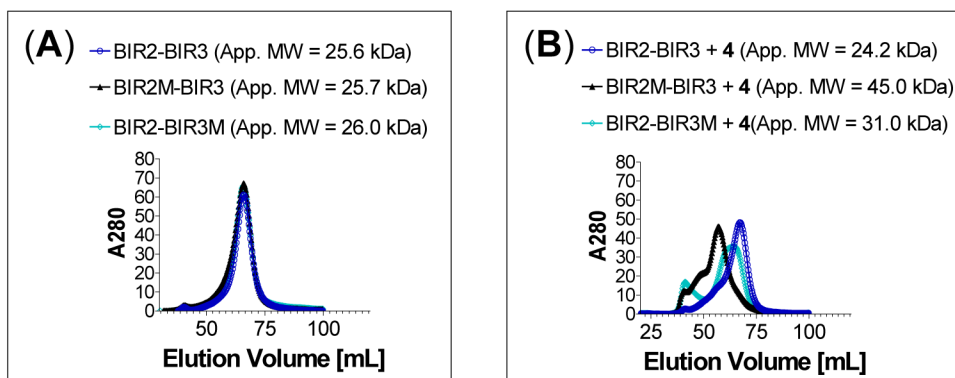 (A)
BIR2-BIR3 (App. MW = 25.6 kDa)
BIR2M-BIR3 (App. MW = 25.7 kDa)
BIR2-BIR3M (App. MW = 26.0 kDa)
80
70
60
50
40
30
20
10
0
A280
50 75 100
Elution Volume [mL]
(B)
BIR2-BIR3 + 4 (App. MW = 24.2 kDa)
BIR2M-BIR3 + 4 (App. MW = 45.0 kDa)
BIR2-BIR3M + 4(App. MW = 31.0 kDa)
80
70
60
50
40
30
20
10
0
A280
25 50 75 100
Elution Volume [mL]